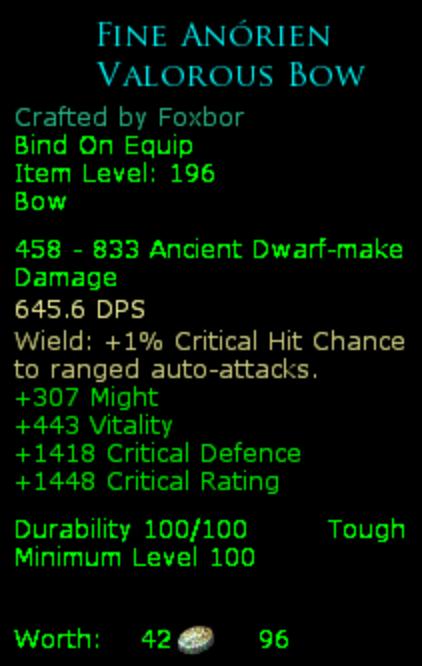 Fine Anórien
Valorous Bow
Crafted by Foxbor
Bind On Equip
Item Level: 196
Bow
458 - 833 Ancient Dwarf-make
Damage
645.6 DPS
Wield: +1% Critical Hit Chance
to ranged auto-attacks.
+307 Might
+443 Vitality
+1418 Critical Defence
+1448 Critical Rating
Durability 100/100 Tough
Minimum Level 100
Worth: 42 96